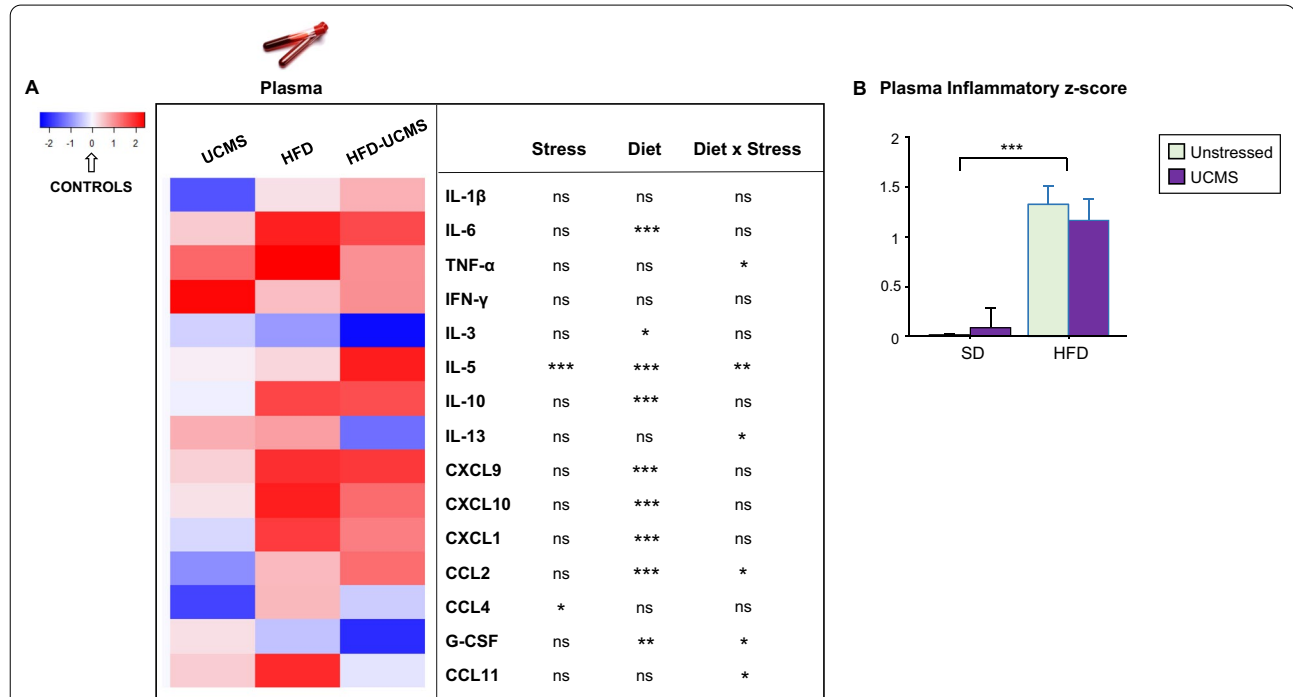 A
Plasma
-2 -1 0 1 2
CONTROLS
UCMS HFD HFD-UCMS
Stress Diet Diet x Stress
IL-1β ns ns ns
IL-6 ns *** ns
TNF-α ns ns *
IFN-γ ns ns ns
IL-3 ns * ns
IL-5 *** *** **
IL-10 ns *** ns
IL-13 ns ns *
CXCL9 ns *** ns
CXCL10 ns *** ns
CXCL1 ns *** ns
CCL2 ns *** *
CCL4 * ns ns
G-CSF ns ** *
CCL11 ns ns *
B Plasma Inflammatory z-score
2
1.5
1
0.5
0
***
SD HFD
Unstressed
UCMS